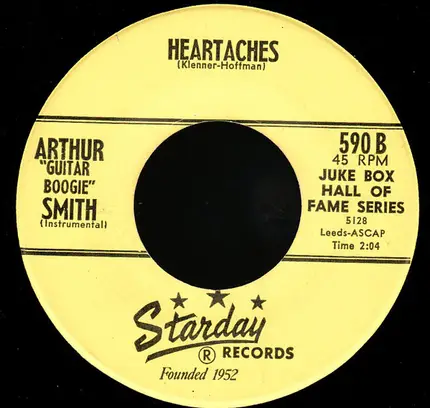 HEARTACHES
(Klenner-Hoffman)
ARTHUR
"GUITAR
BOOGIE"
SMITH
(Instrumental)
590 B
45 RPM
JUKE BOX
HALL OF
FAME SERIES
5128
Leeds-ASCAP
Time 2:04
Starday
® RECORDS
Founded 1952